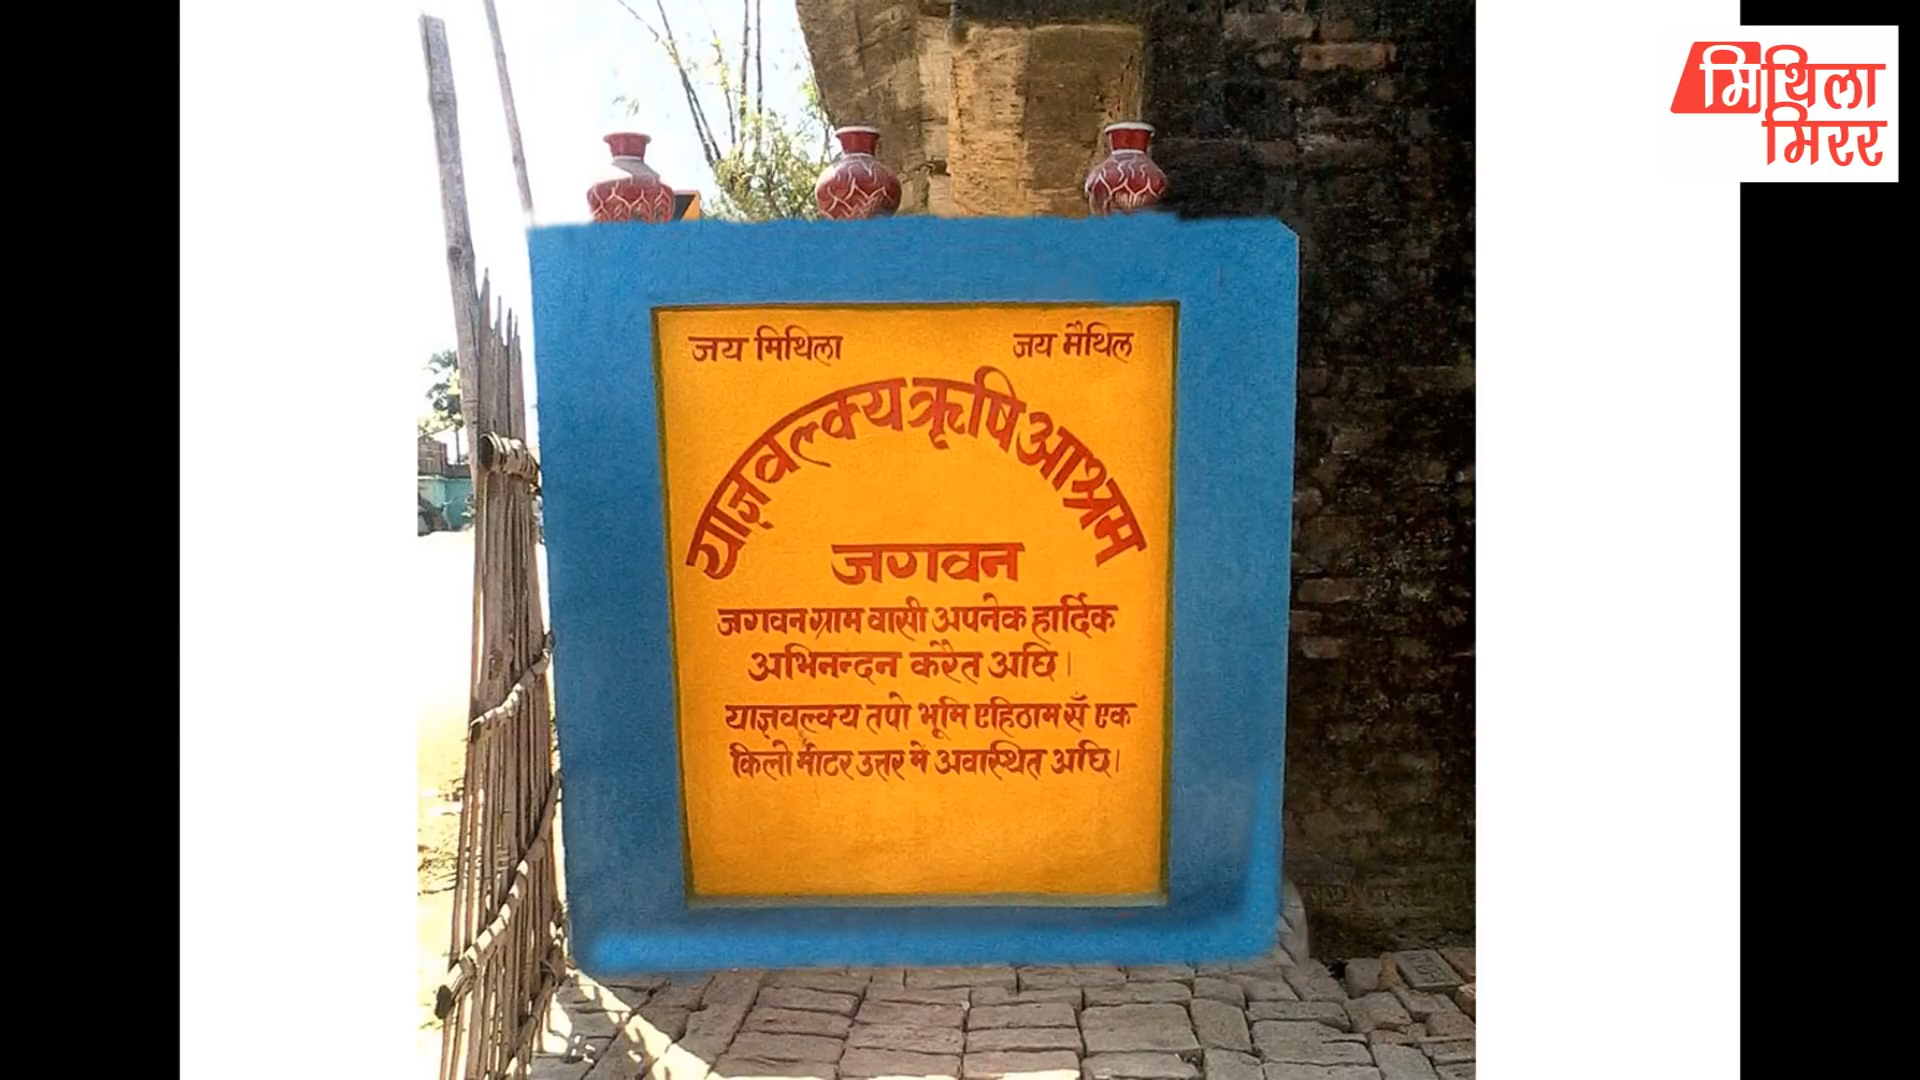 मिथिला
मिरर
जय मिथिला जय मैथिल
याज्ञवल्क्य ऋषि आश्रम
जगवन
जगवन ग्राम वासी अपनेक हार्दिक
अभिनन्दन करैत अछि।
याज्ञवल्क्य तपो भूमि एहिठाम सँ एक
किलो मीटर उत्तर मे अवास्थित अछि।